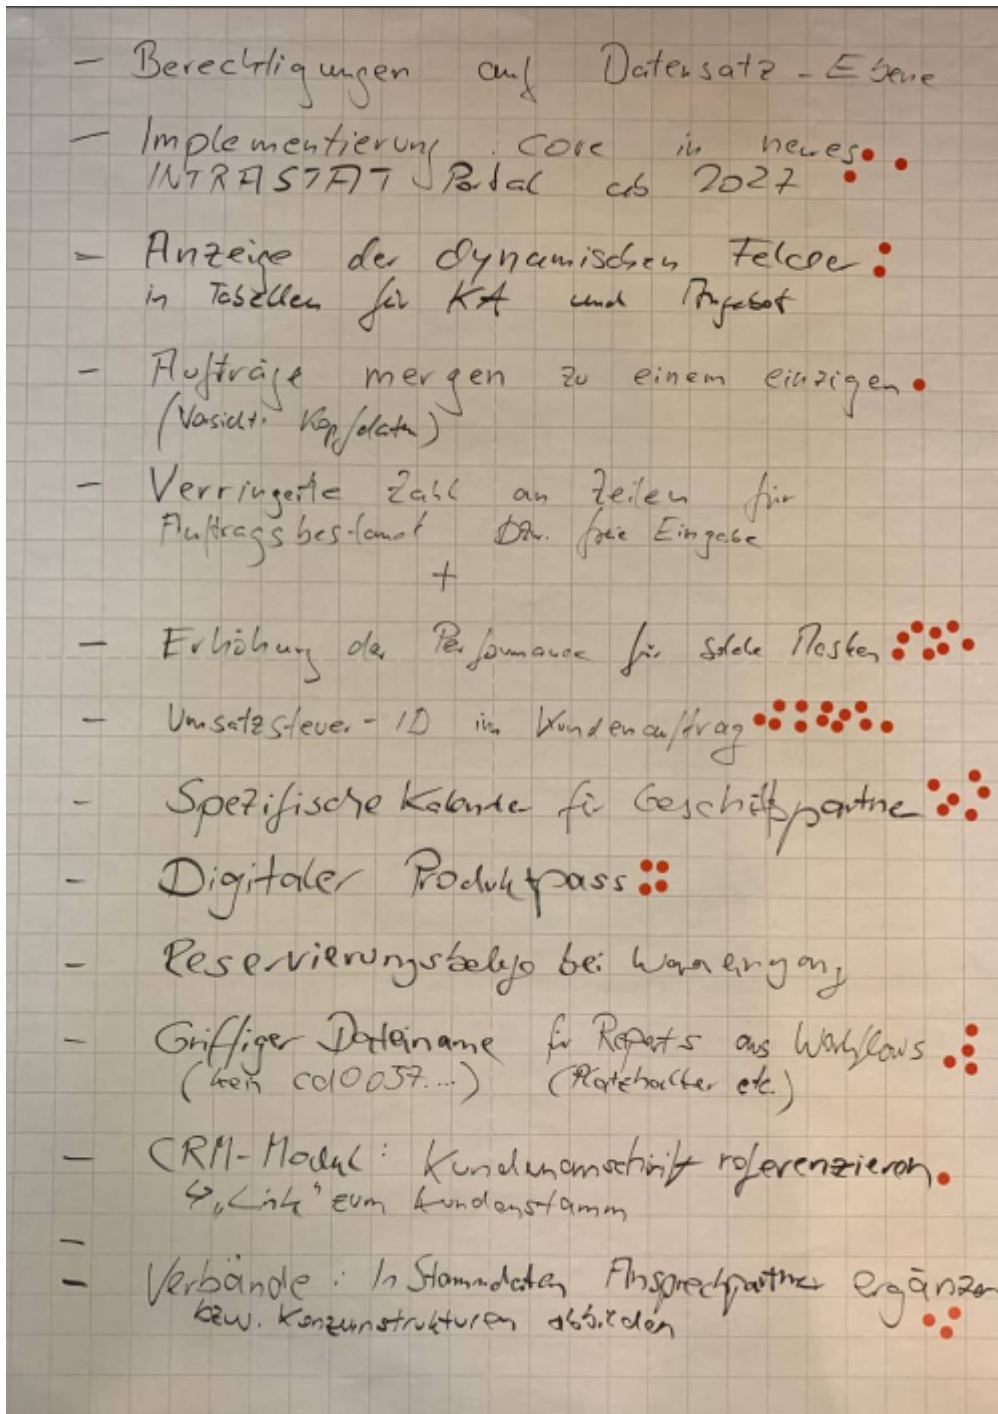 - Berechtigungen auf Datensatz-Ebene
- Implementierung : core in neues
INTRASTAT Portal ab 2027
- Anzeige der dynamischen Felder
in Tabellen für KA und Angebot
- Aufträge mergen zu einem einzigen
(Vorsicht: Kopfdaten)
- Verringerte Zahl an Zeilen für
Auftragsbestand bzw. freie Eingabe
+
- Erhöhung der Performance für solche Masken
- Umsatzsteuer-ID im Kundenauftrag
- Spezifische Kalender für Geschäftspartner
- Digitaler Produktpass
- Reservierungsbelege bei Wareneingang
- Griffiger Dateiname für Reports aus Workflows
(kein cd10037...) (Platzhalter etc.)
- CRM-Modul: Kundenanschrift referenzieren
↳ „Link" zum Kundenstamm
-
- Verbände: In Stammdaten Ansprechpartner ergänzen
bzw. Konzernstrukturen abbilden